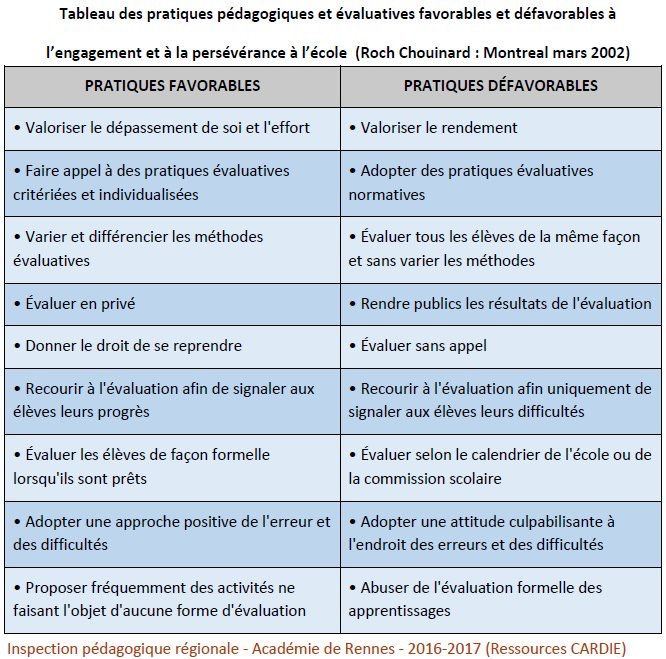 Tableau des pratiques pédagogiques et évaluatives favorables et défavorables à
l’engagement et à la persévérance à l’école  (Roch Chouinard : Montreal mars 2002)
PRATIQUES FAVORABLES
PRATIQUES DÉFAVORABLES
• Valoriser le dépassement de soi et l'effort
• Valoriser le rendement
• Faire appel à des pratiques évaluatives
critériées et individualisées
• Adopter des pratiques évaluatives
normatives
• Varier et différencier les méthodes
évaluatives
• Évaluer tous les élèves de la même façon
et sans varier les méthodes
• Évaluer en privé
• Rendre publics les résultats de l'évaluation
• Donner le droit de se reprendre
• Évaluer sans appel
• Recourir à l'évaluation afin de signaler aux
élèves leurs progrès
• Recourir à l'évaluation afin uniquement de
signaler aux élèves leurs difficultés
• Évaluer les élèves de façon formelle
lorsqu'ils sont prêts
• Évaluer selon le calendrier de l'école ou de
la commission scolaire
• Adopter une approche positive de l'erreur et
des difficultés
• Adopter une attitude culpabilisante à
l'endroit des erreurs et des difficultés
• Proposer fréquemment des activités ne
faisant l'objet d'aucune forme d'évaluation
• Abuser de l'évaluation formelle des
apprentissages
Inspection pédagogique régionale - Académie de Rennes - 2016-2017 (Ressources CARDIE)